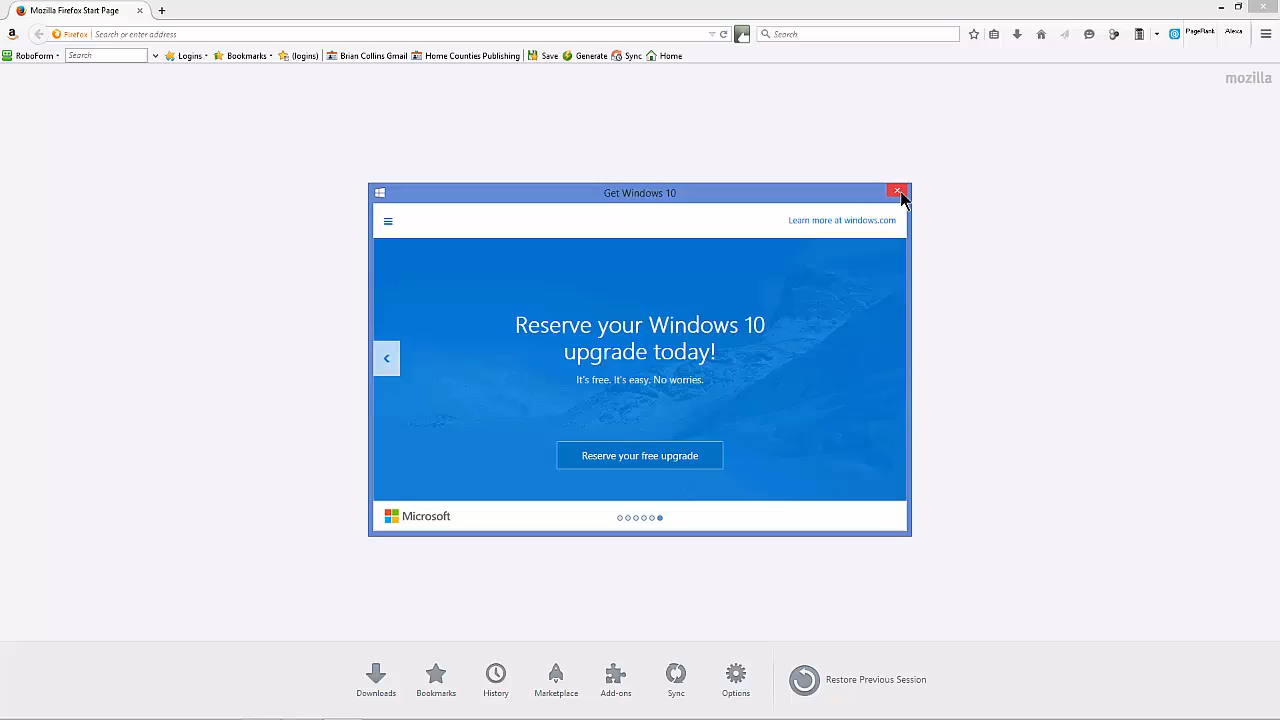 Mozilla Firefox Start Page
Firefox Search or enter address Search PageRank Alexa
RoboForm Search Logins Bookmarks (logins) Brian Collins Gmail Home Counties Publishing Save Generate Sync Home
mozilla
Get Windows 10
Learn more at windows.com
Reserve your Windows 10
upgrade today!
It's free. It's easy. No worries.
Reserve your free upgrade
Microsoft
Downloads Bookmarks History Marketplace Add-ons Sync Options Restore Previous Session